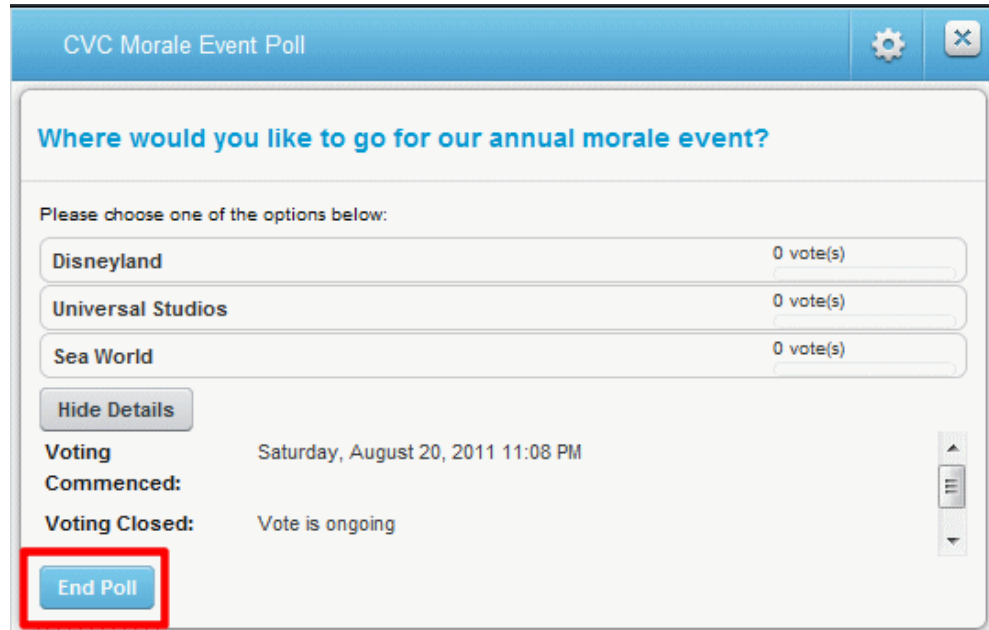 CVC Morale Event Poll
Where would you like to go for our annual morale event?
Please choose one of the options below:
Disneyland 0 vote(s)
Universal Studios 0 vote(s)
Sea World 0 vote(s)
Hide Details
Voting Commenced: Saturday, August 20, 2011 11:08 PM
Voting Closed: Vote is ongoing
End Poll